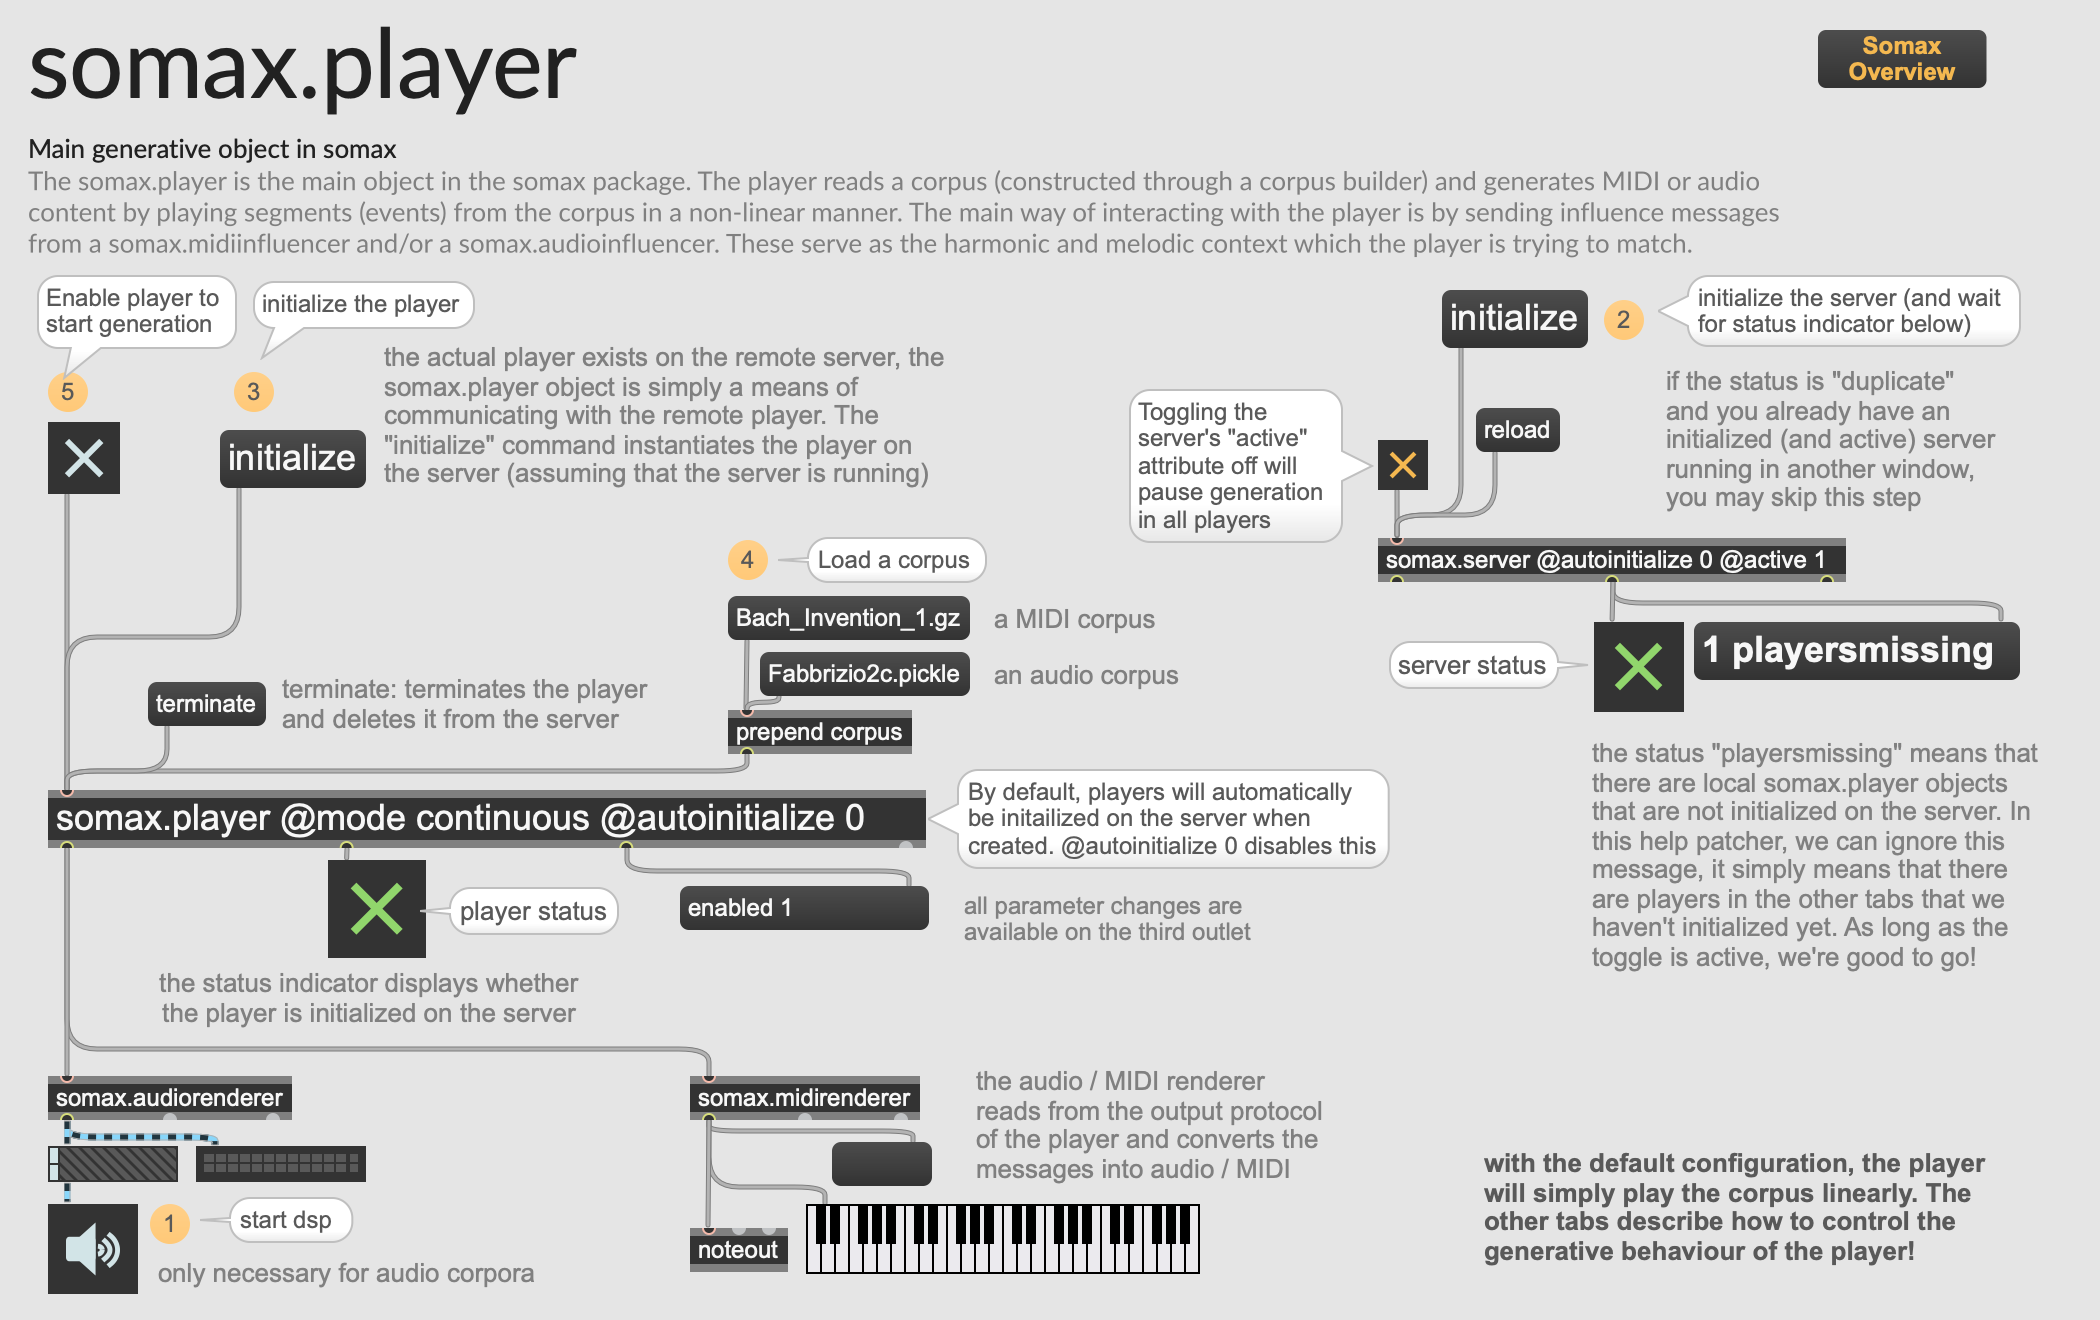 somax.player
Somax
Overview
Main generative object in somax
The somax.player is the main object in the somax package. The player reads a corpus (constructed through a corpus builder) and generates MIDI or audio
content by playing segments (events) from the corpus in a non-linear manner. The main way of interacting with the player is by sending influence messages
from a somax.midiinfluencer and/or a somax.audioinfluencer. These serve as the harmonic and melodic context which the player is trying to match.
Enable player to
start generation
5
initialize the player
3
initialize
the actual player exists on the remote server, the
somax.player object is simply a means of
communicating with the remote player. The
"initialize" command instantiates the player on
the server (assuming that the server is running)
initialize
2
initialize the server (and wait
for status indicator below)
if the status is "duplicate"
and you already have an
initialized (and active) server
running in another window,
you may skip this step
Toggling the
server's "active"
attribute off will
pause generation
in all players
reload
somax.server @autoinitialize 0 @active 1
server status
1 playersmissing
the status "playersmissing" means that
there are local somax.player objects
that are not initialized on the server. In
this help patcher, we can ignore this
message, it simply means that there
are players in the other tabs that we
haven't initialized yet. As long as the
toggle is active, we're good to go!
4
Load a corpus
Bach_Invention_1.gz
a MIDI corpus
Fabbrizio2c.pickle
an audio corpus
prepend corpus
terminate
terminate: terminates the player
and deletes it from the server
somax.player @mode continuous @autoinitialize 0
By default, players will automatically
be initailized on the server when
created. @autoinitialize 0 disables this
player status
enabled 1
all parameter changes are
available on the third outlet
the status indicator displays whether
the player is initialized on the server
somax.audiorenderer
somax.midirenderer
the audio / MIDI renderer
reads from the output protocol
of the player and converts the
messages into audio / MIDI
1
start dsp
only necessary for audio corpora
noteout
with the default configuration, the player
will simply play the corpus linearly. The
other tabs describe how to control the
generative behaviour of the player!